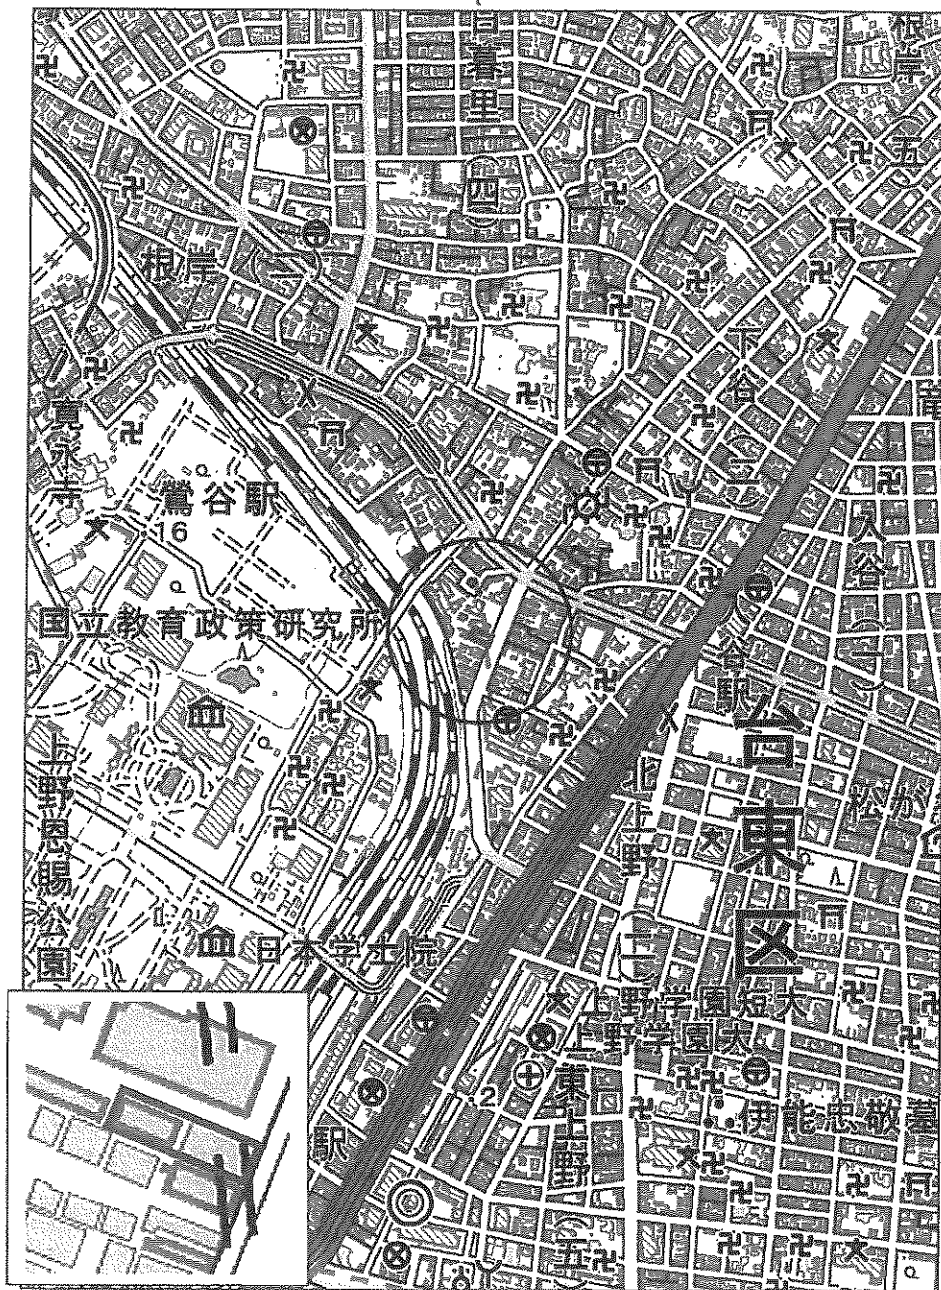 根岸
(五)
日暮里
(四)
根岸
寛永寺
鶯谷駅
16
下谷
(三)
竜
入谷
(一)
国立教育政策研究所
谷駅
台東区
北上野
松が
上野恩賜公園
日本学士院
上野学園短大
上野学園大
2
東上野
(五)
伊能忠敬墓
駅